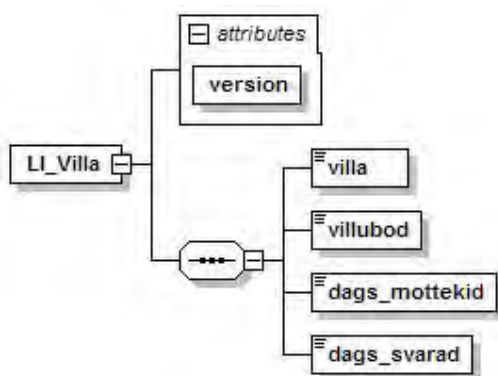 attributes
version
LI_Villa
villa
villubod
dags_mottekid
dags_svarad